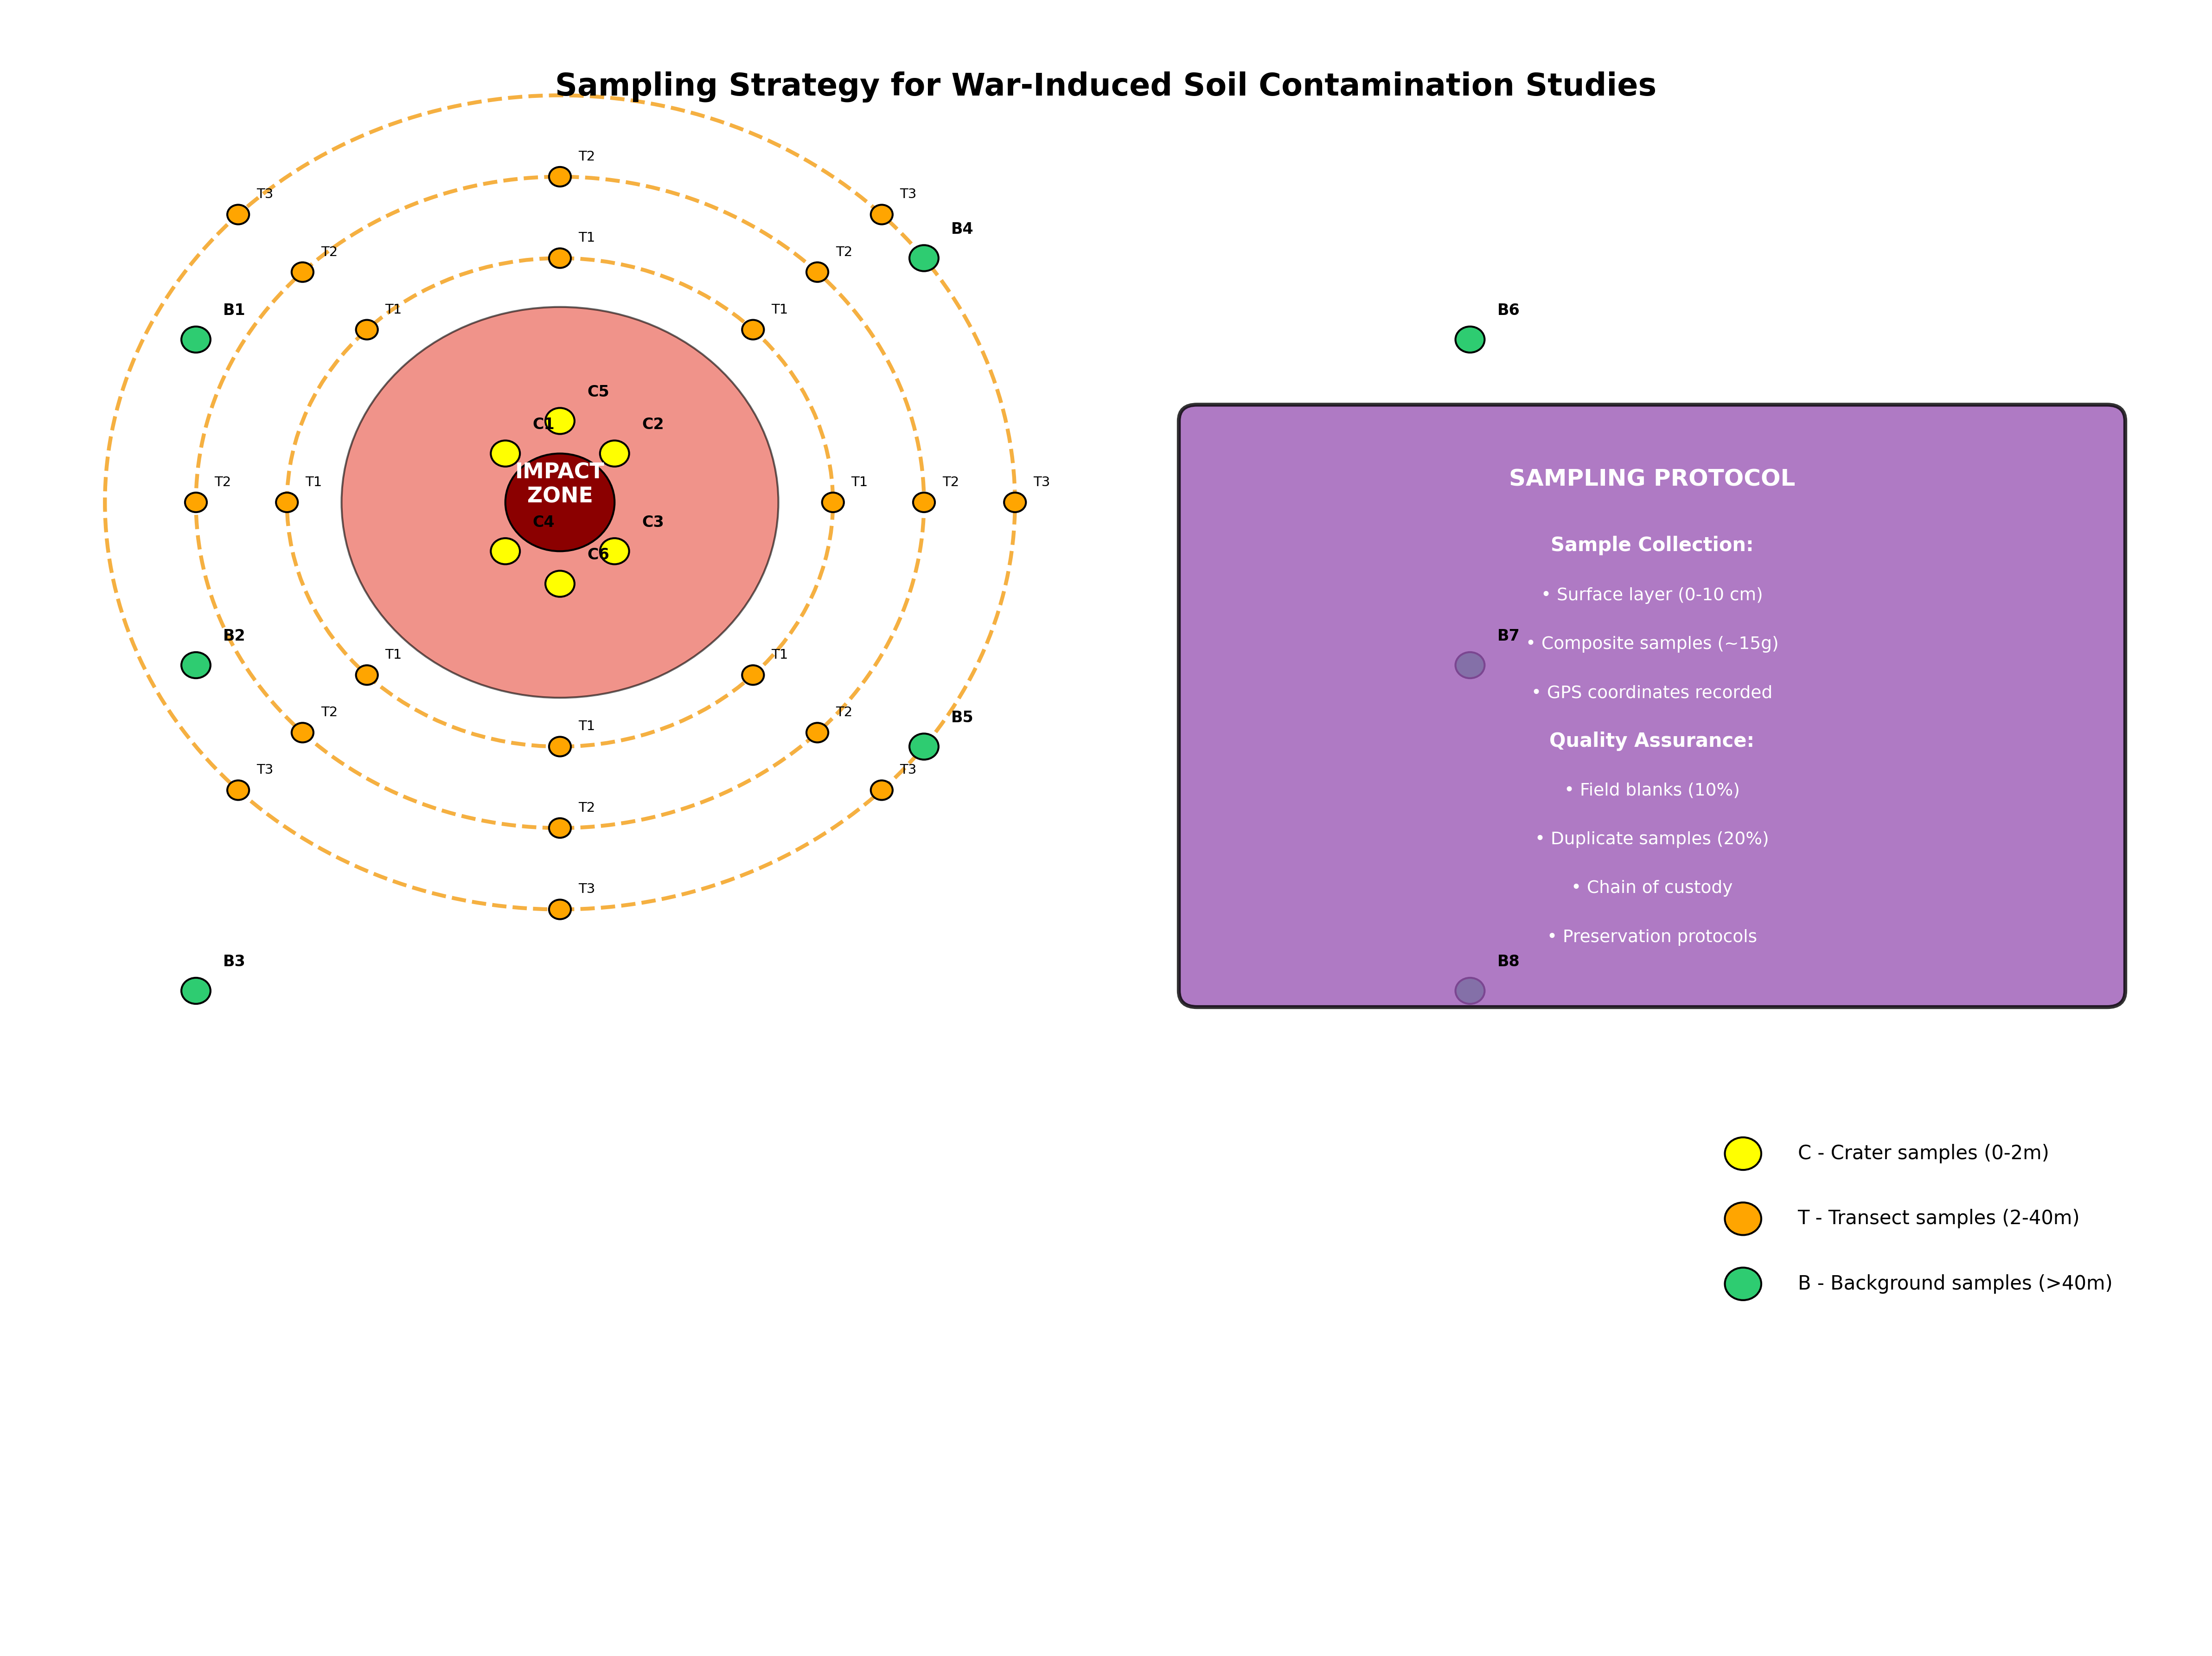 Sampling Strategy for War-Induced Soil Contamination Studies
T2
T3
T3
B4
T1
T2
T2
B1
T1
T1
B6
C5
C1
C2
IMPACT
ZONE
T2
T1
T1
T2
T3
C4
C3
C6
B2
T1
T1
T2
T1
T2
B5
T3
T3
T2
T3
B3
SAMPLING PROTOCOL
Sample Collection:
• Surface layer (0-10 cm)
B7
• Composite samples (~15g)
• GPS coordinates recorded
Quality Assurance:
• Field blanks (10%)
• Duplicate samples (20%)
• Chain of custody
• Preservation protocols
B8
C - Crater samples (0-2m)
T - Transect samples (2-40m)
B - Background samples (>40m)